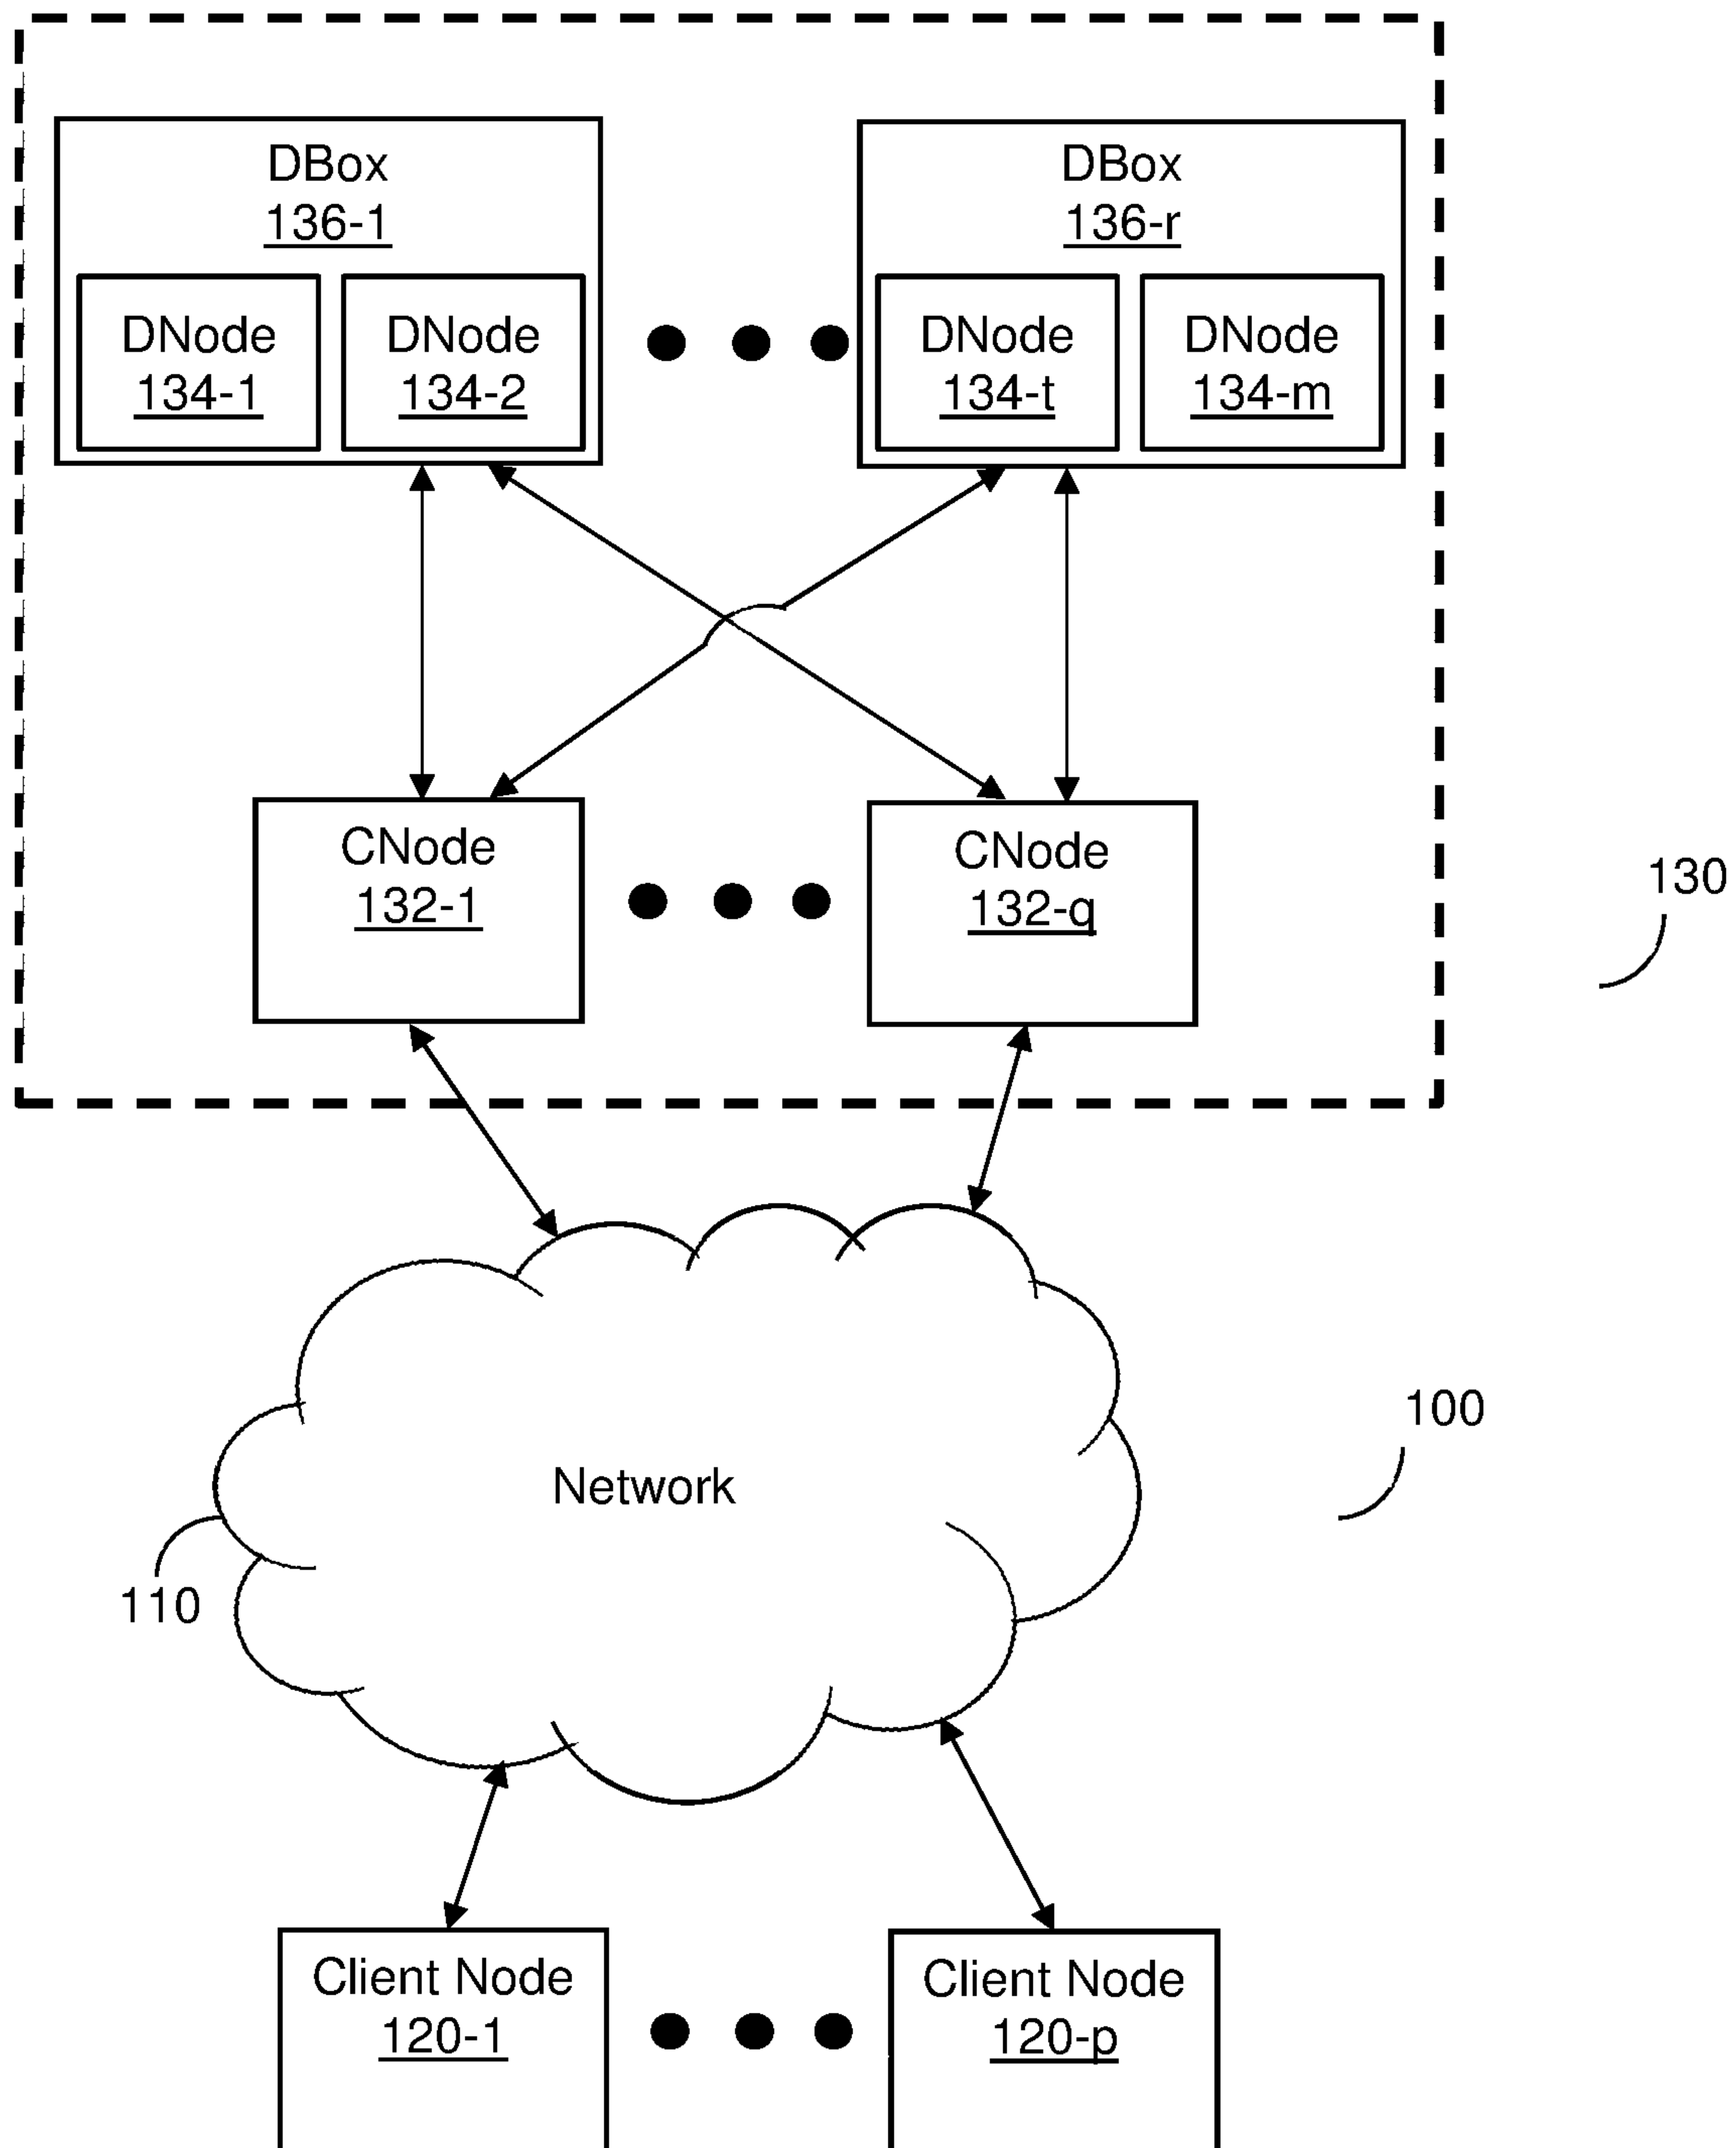 DBox
136-1
DNode
134-1
DNode
134-2
DBox
136-r
DNode
134-t
DNode
134-m
CNode
132-1
CNode
132-q
130
Network
100
110
Client Node
120-1
Client Node
120-p